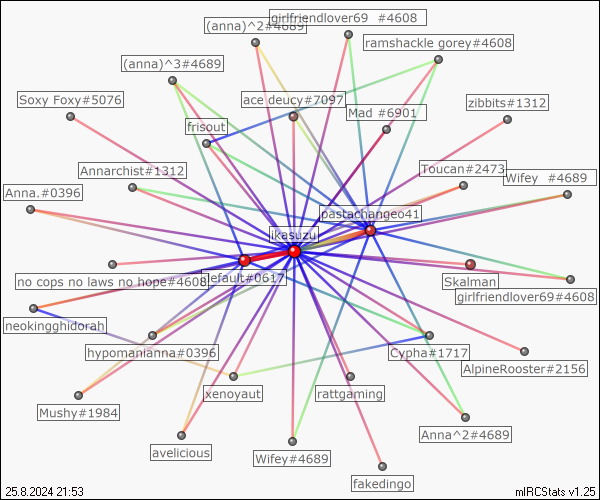 girlfriendlover69 #4608
(anna)^2#4689
ramshackle gorey#4608
(anna)^3#4689
Soxy Foxy#5076
ace deucy#7097
zibbits#1312
Mad #6901
frisout
Annarchist#1312
Toucan#2473
Wifey #4689
Anna.#0396
pastachangeo41
ikasuzu
no cops no laws no hope#4608
default#0617
Skalman
girlfriendlover69#4608
neokingghidorah
hypomanianna#0396
Cypha#1717
AlpineRooster#2156
xenoyaut
rattgaming
Mushy#1984
Anna^2#4689
avelicious
Wifey#4689
fakedingo
25.8.2024 21:53
mIRCStats v1.25